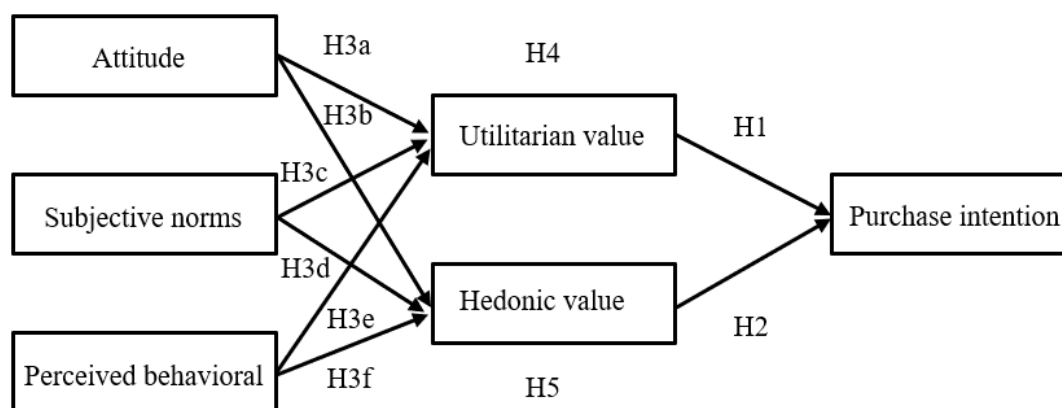 H3a
H4
Attitude
H3b
Utilitarian value
H1
H3c
Subjective norms
Purchase intention
H3d
Hedonic value
H3e
H2
Perceived behavioral
H3f
H5